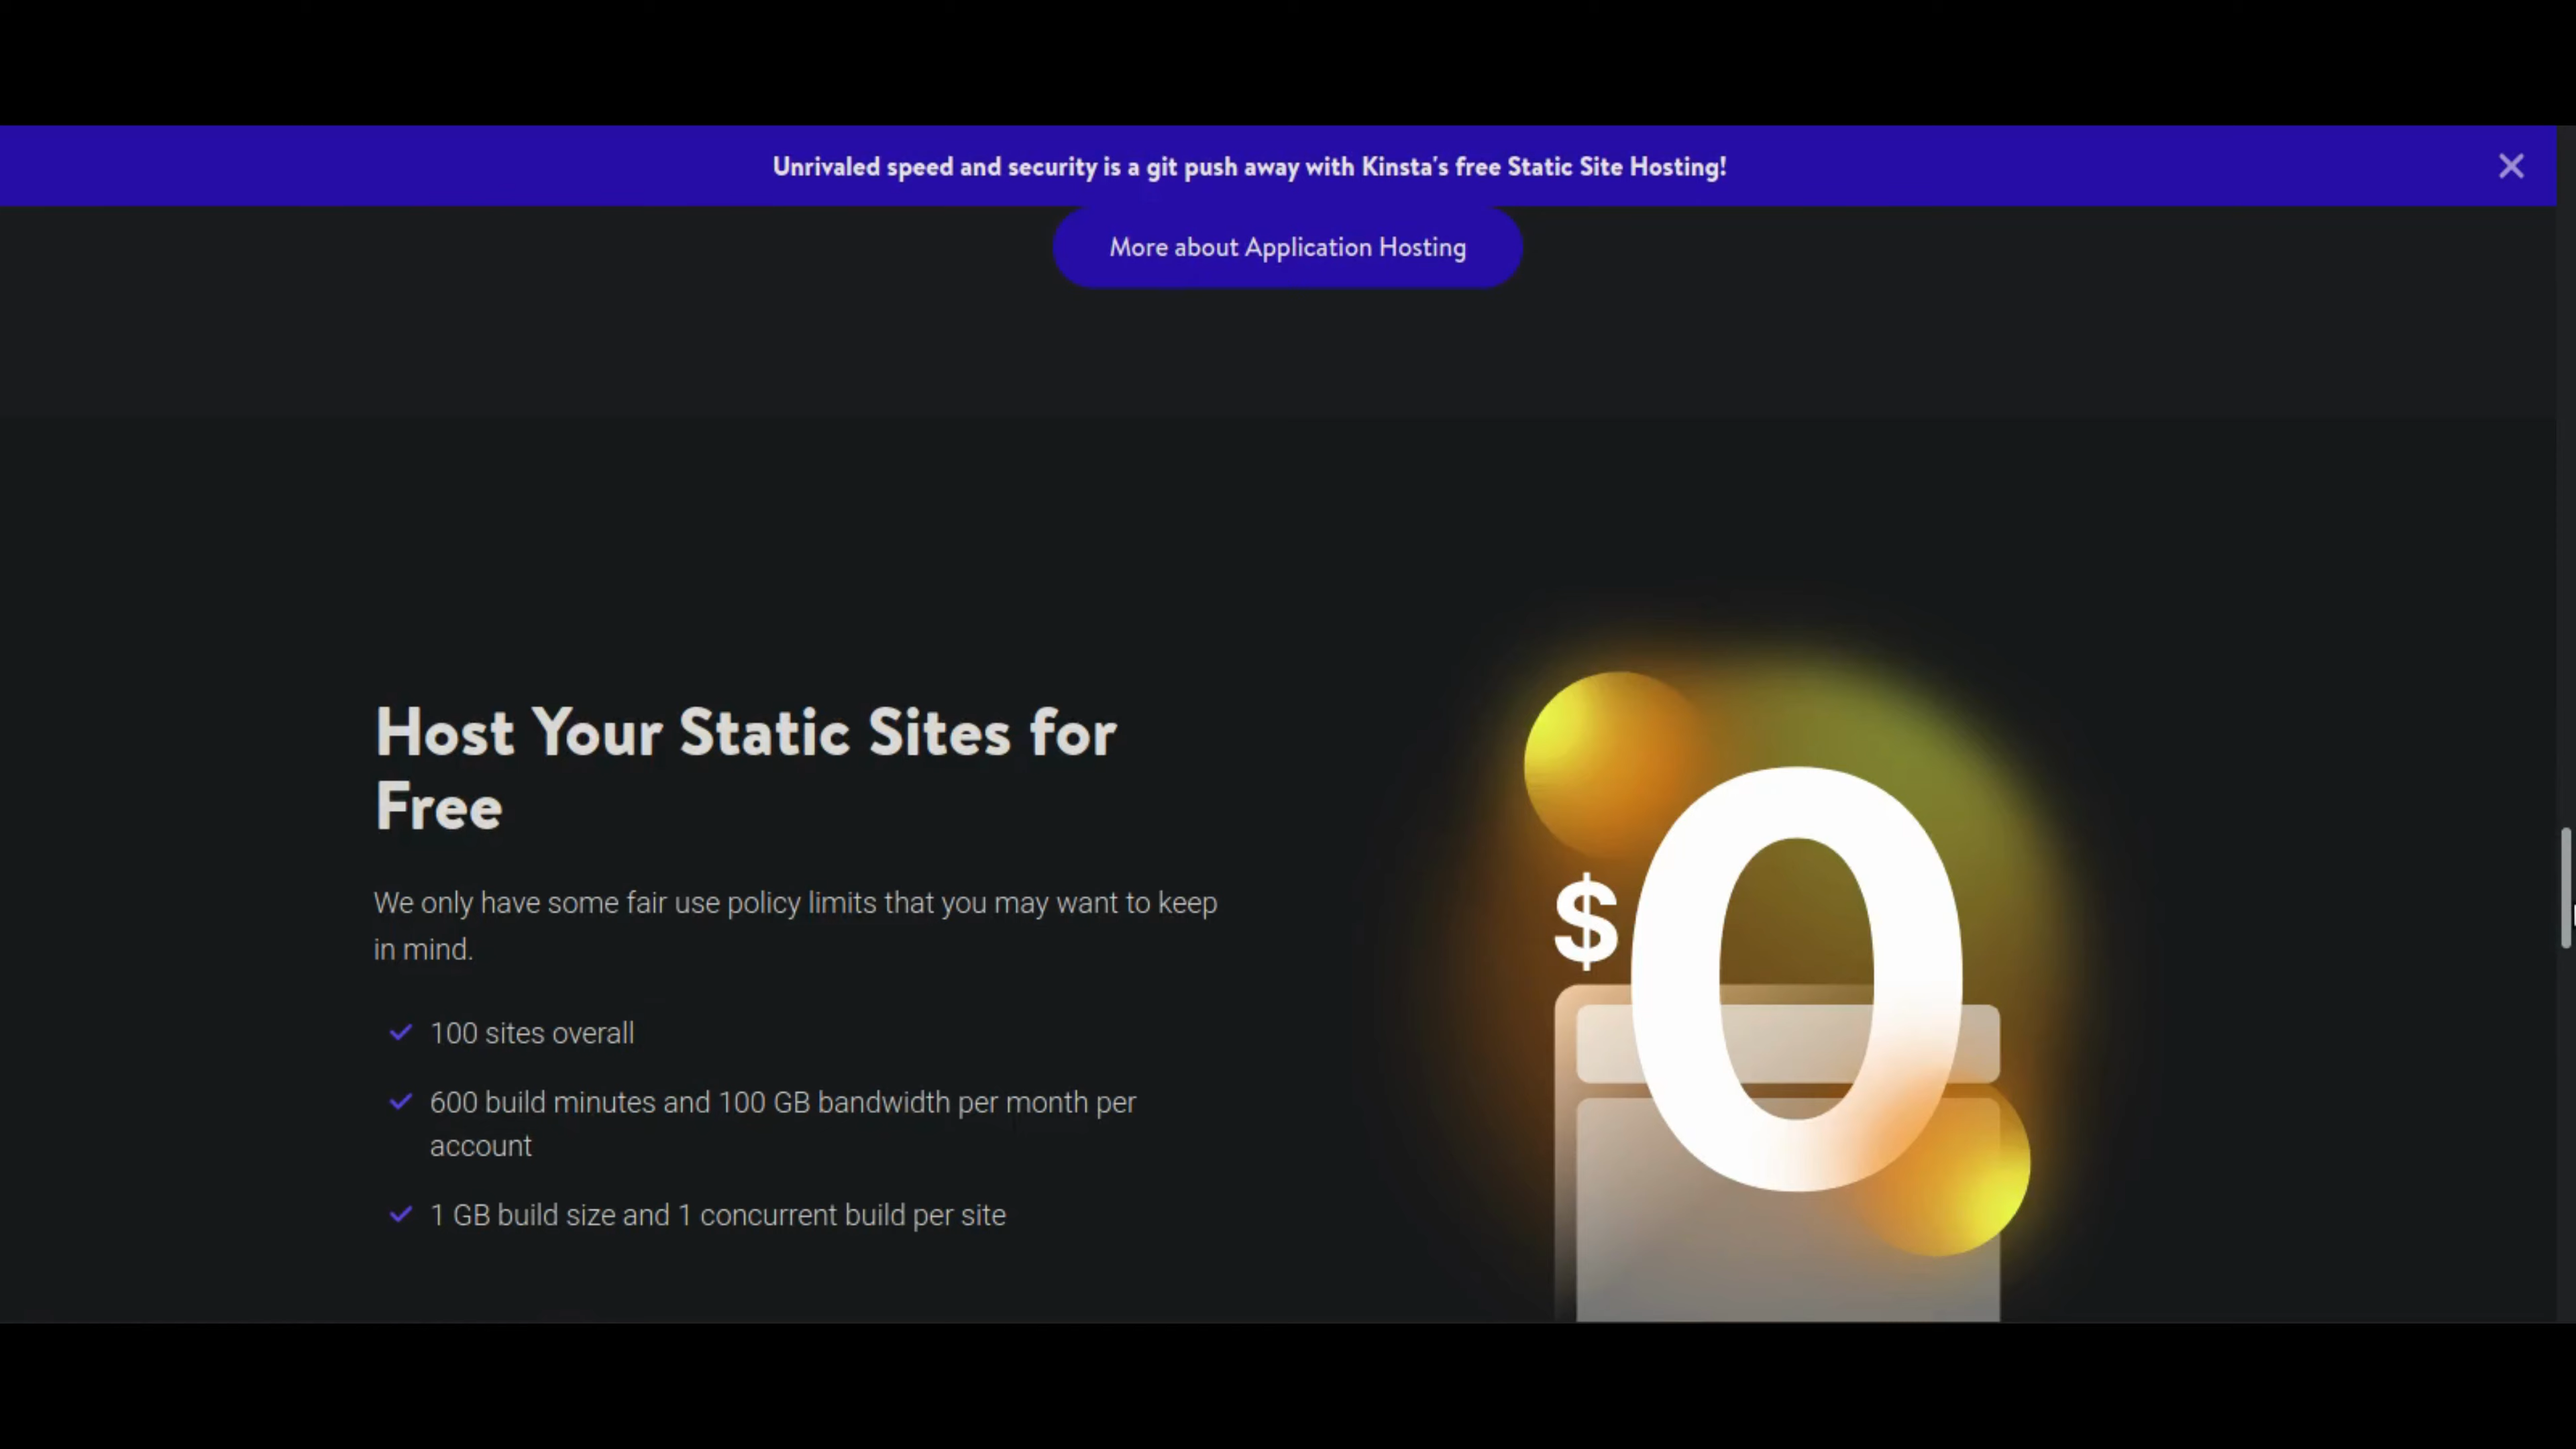 Unrivaled speed and security is a git push away with Kinsta's free Static Site Hosting!
More about Application Hosting
Host Your Static Sites for
Free
We only have some fair use policy limits that you may want to keep
in mind.
100 sites overall
600 build minutes and 100 GB bandwidth per month per
account
1 GB build size and 1 concurrent build per site
$0